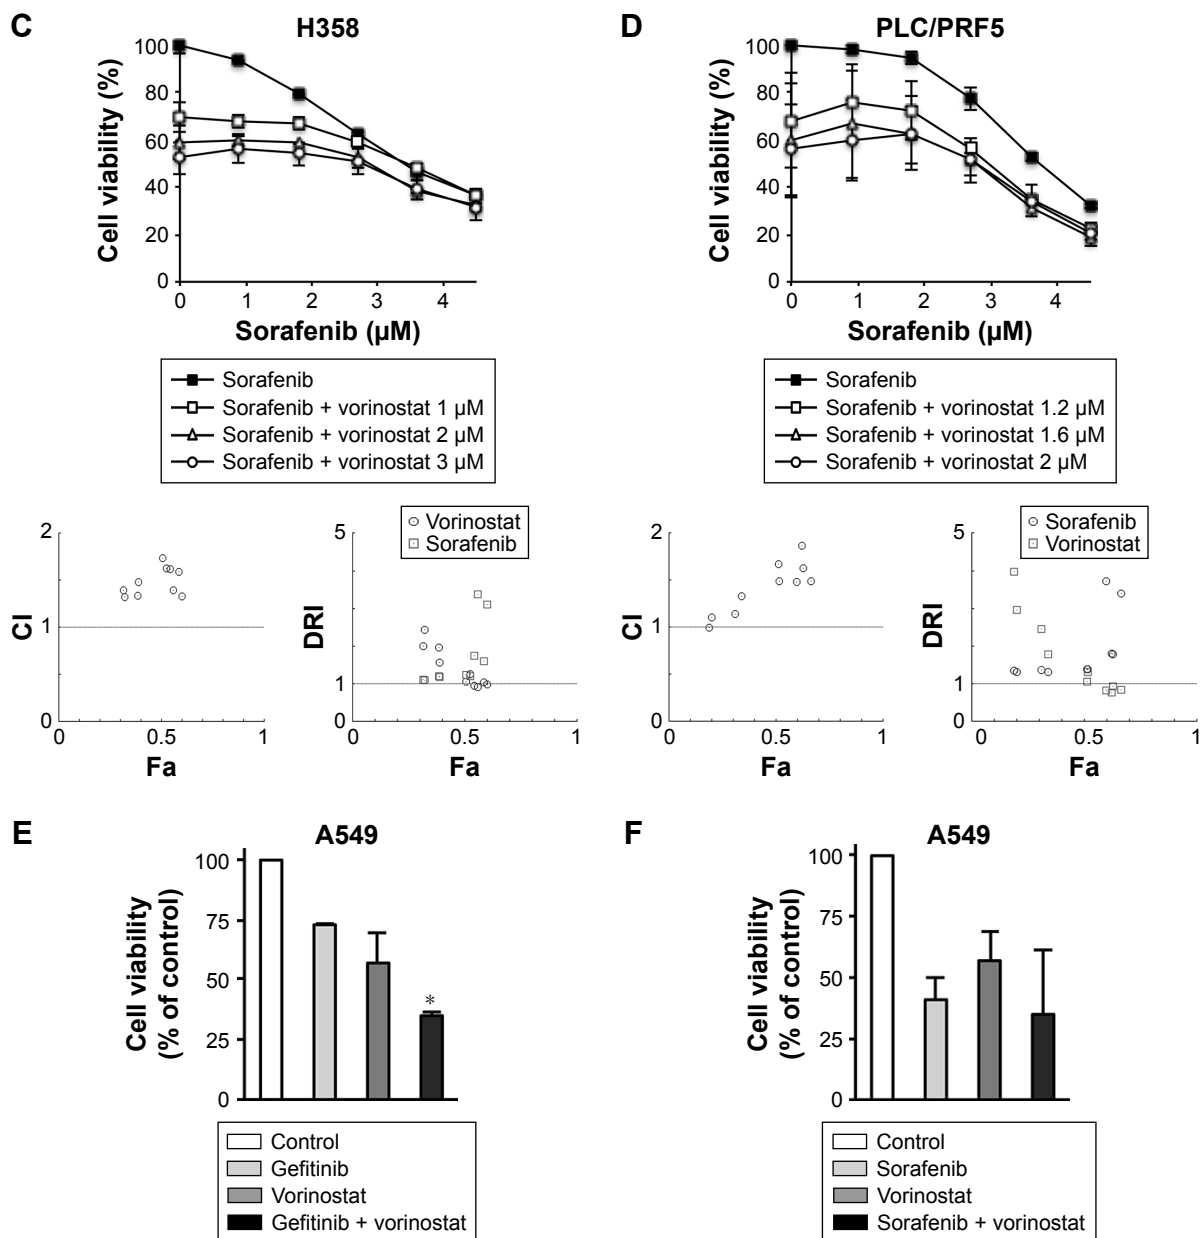 C
H358
100
80
60
40
20
0
Cell viability (%)
0 1 2 3 4
Sorafenib (µM)
Sorafenib
Sorafenib + vorinostat 1 µM
Sorafenib + vorinostat 2 µM
Sorafenib + vorinostat 3 µM
2
1
0
CI
0 0.5 1
Fa
Vorinostat
Sorafenib
5
1
0
DRI
0 0.5 1
Fa
D
PLC/PRF5
100
80
60
40
20
0
Cell viability (%)
0 1 2 3 4
Sorafenib (µM)
Sorafenib
Sorafenib + vorinostat 1.2 µM
Sorafenib + vorinostat 1.6 µM
Sorafenib + vorinostat 2 µM
2
1
0
CI
0 0.5 1
Fa
Sorafenib
Vorinostat
5
1
0
DRI
0 0.5 1
Fa
E
A549
100
75
50
25
0
Cell viability
(% of control)
*
Control
Gefitinib
Vorinostat
Gefitinib + vorinostat
F
A549
100
75
50
25
0
Cell viability
(% of control)
Control
Sorafenib
Vorinostat
Sorafenib + vorinostat